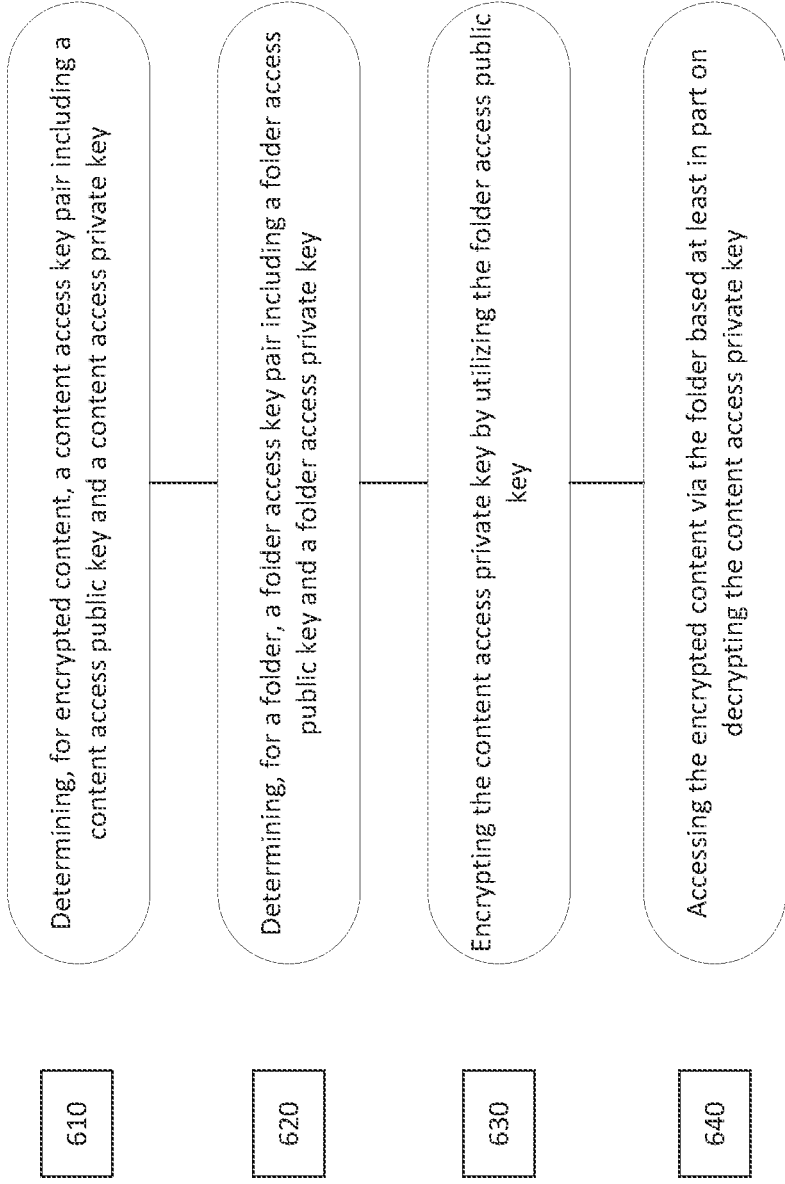 610
Determining, for encrypted content, a content access key pair including a
content access public key and a content access private key
620
Determining, for a folder, a folder access key pair including a folder access
public key and a folder access private key
630
Encrypting the content access private key by utilizing the folder access public
key
640
Accessing the encrypted content via the folder based at least in part on
decrypting the content access private key